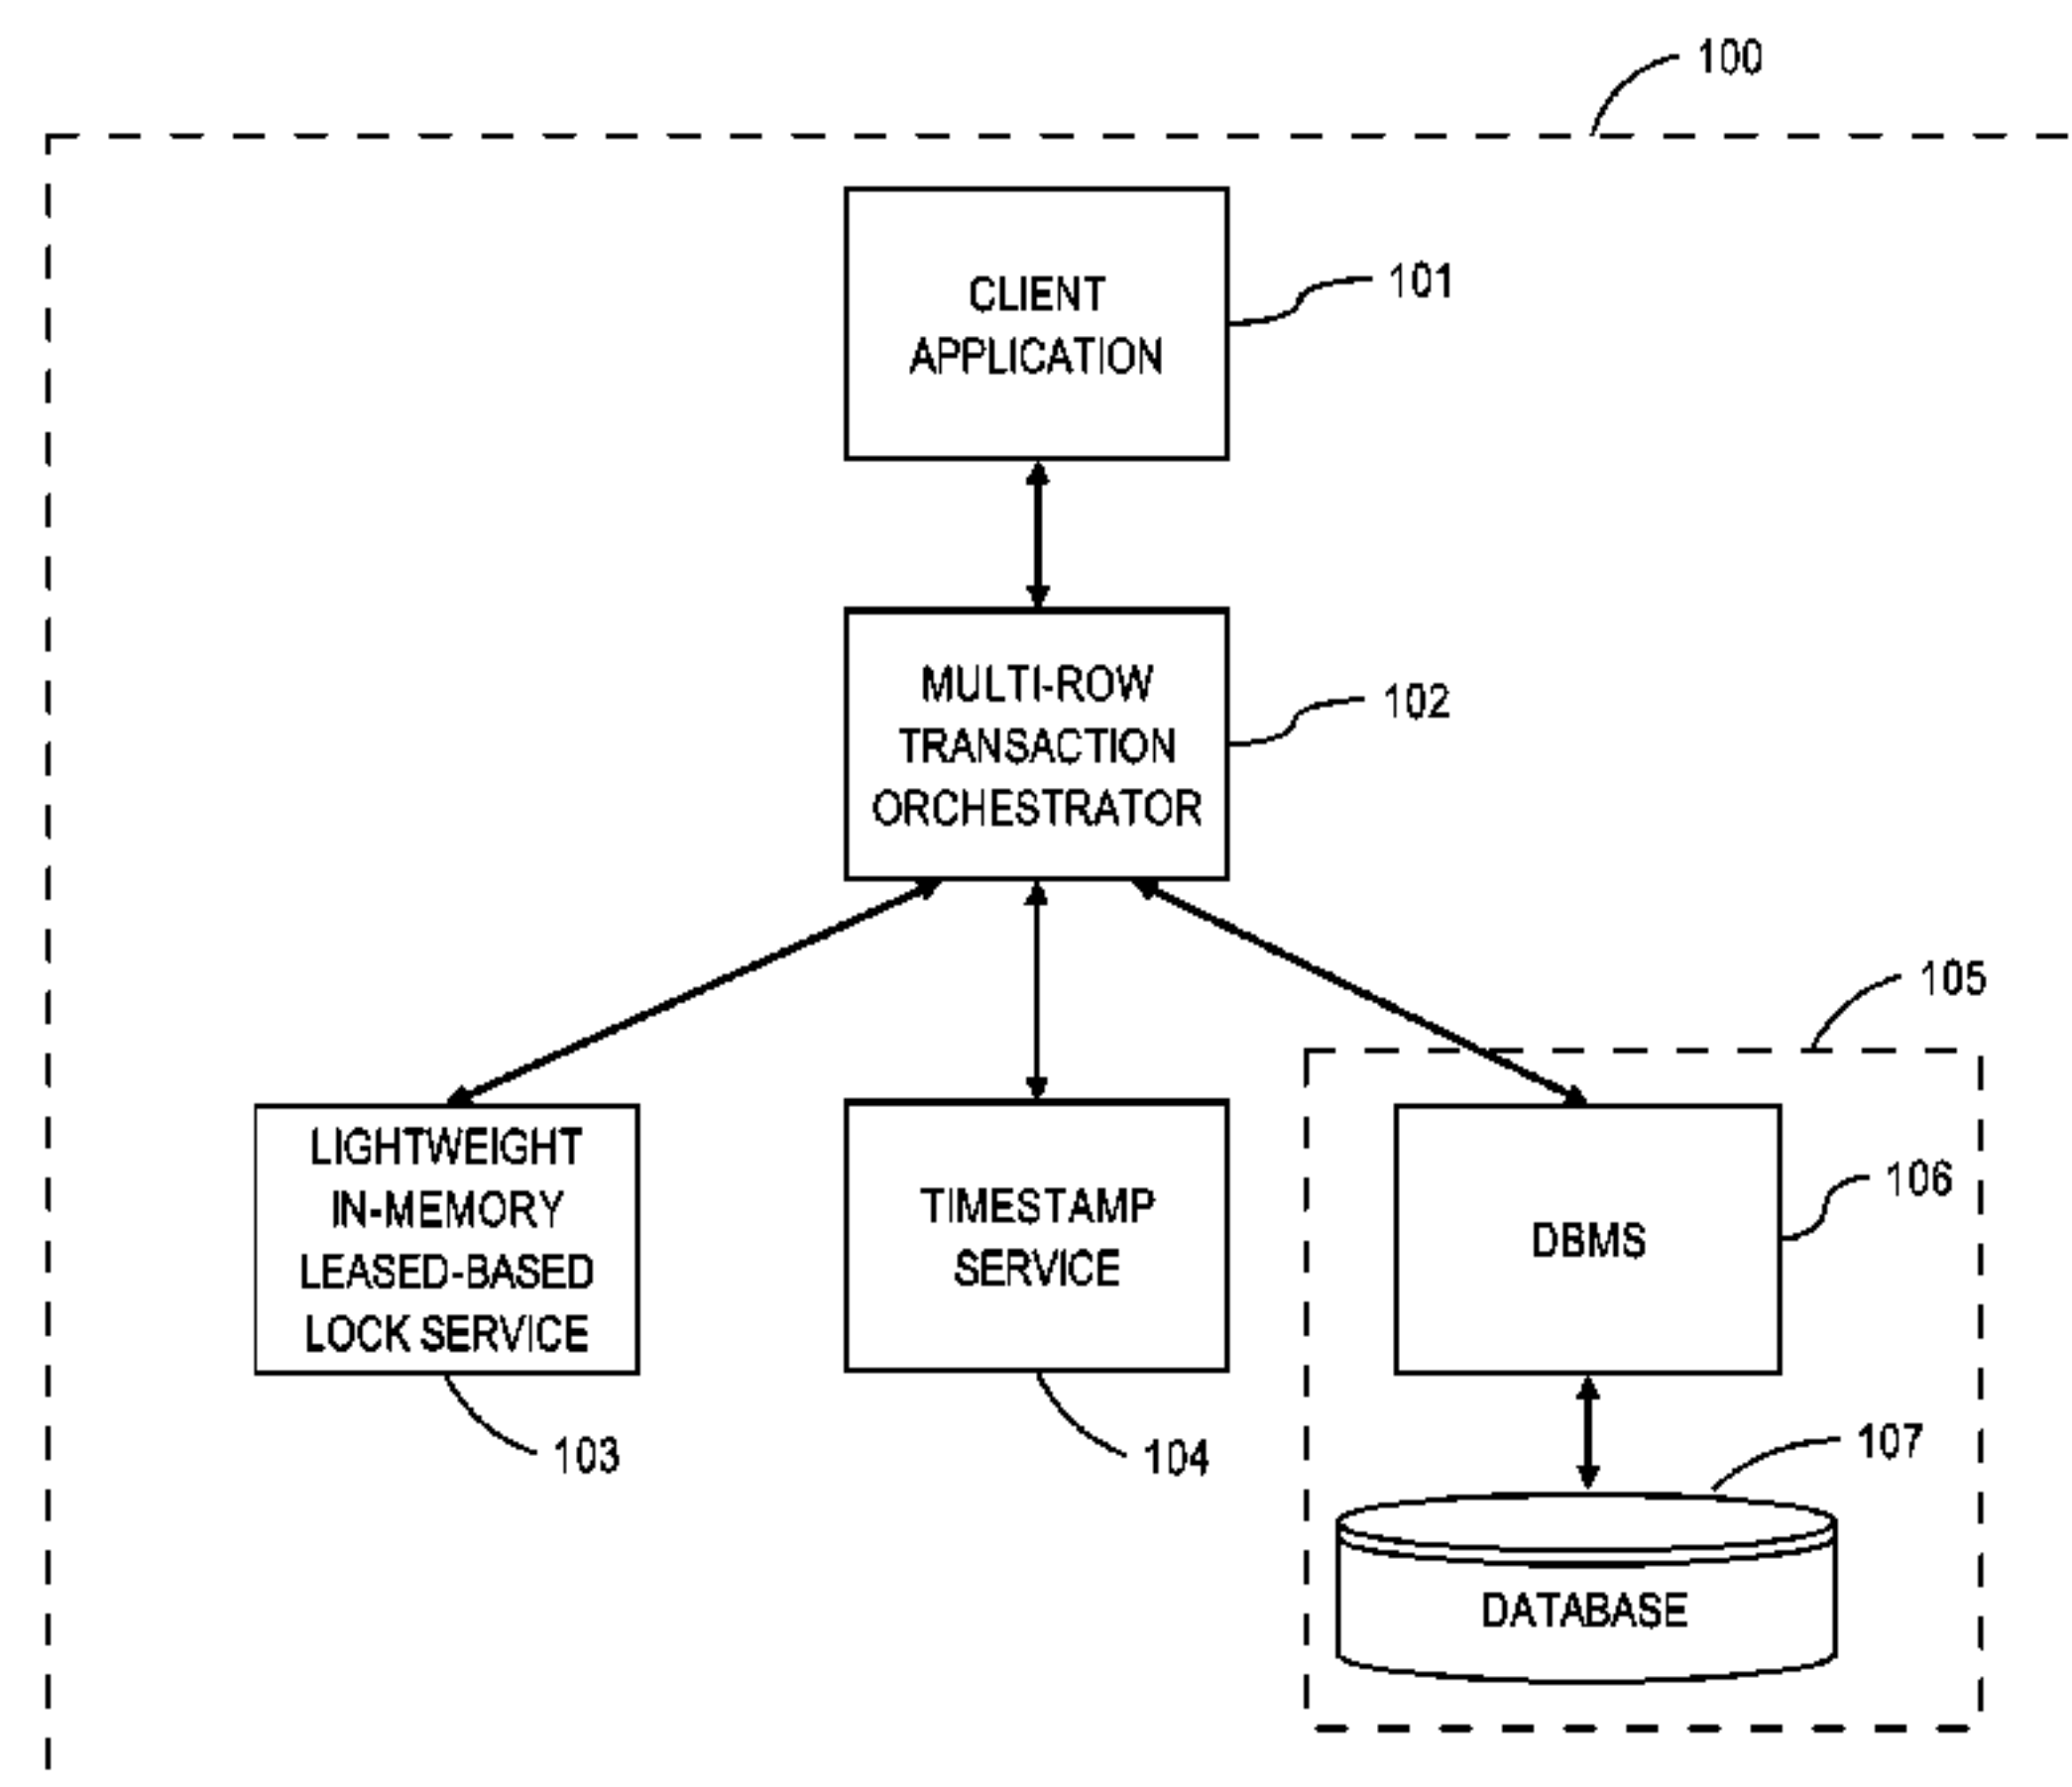 100
CLIENT
APPLICATION
101
MULTI-ROW
TRANSACTION
ORCHESTRATOR
102
105
LIGHTWEIGHT
IN-MEMORY
LEASED-BASED
LOCK SERVICE
103
TIMESTAMP
SERVICE
104
DBMS
106
107
DATABASE